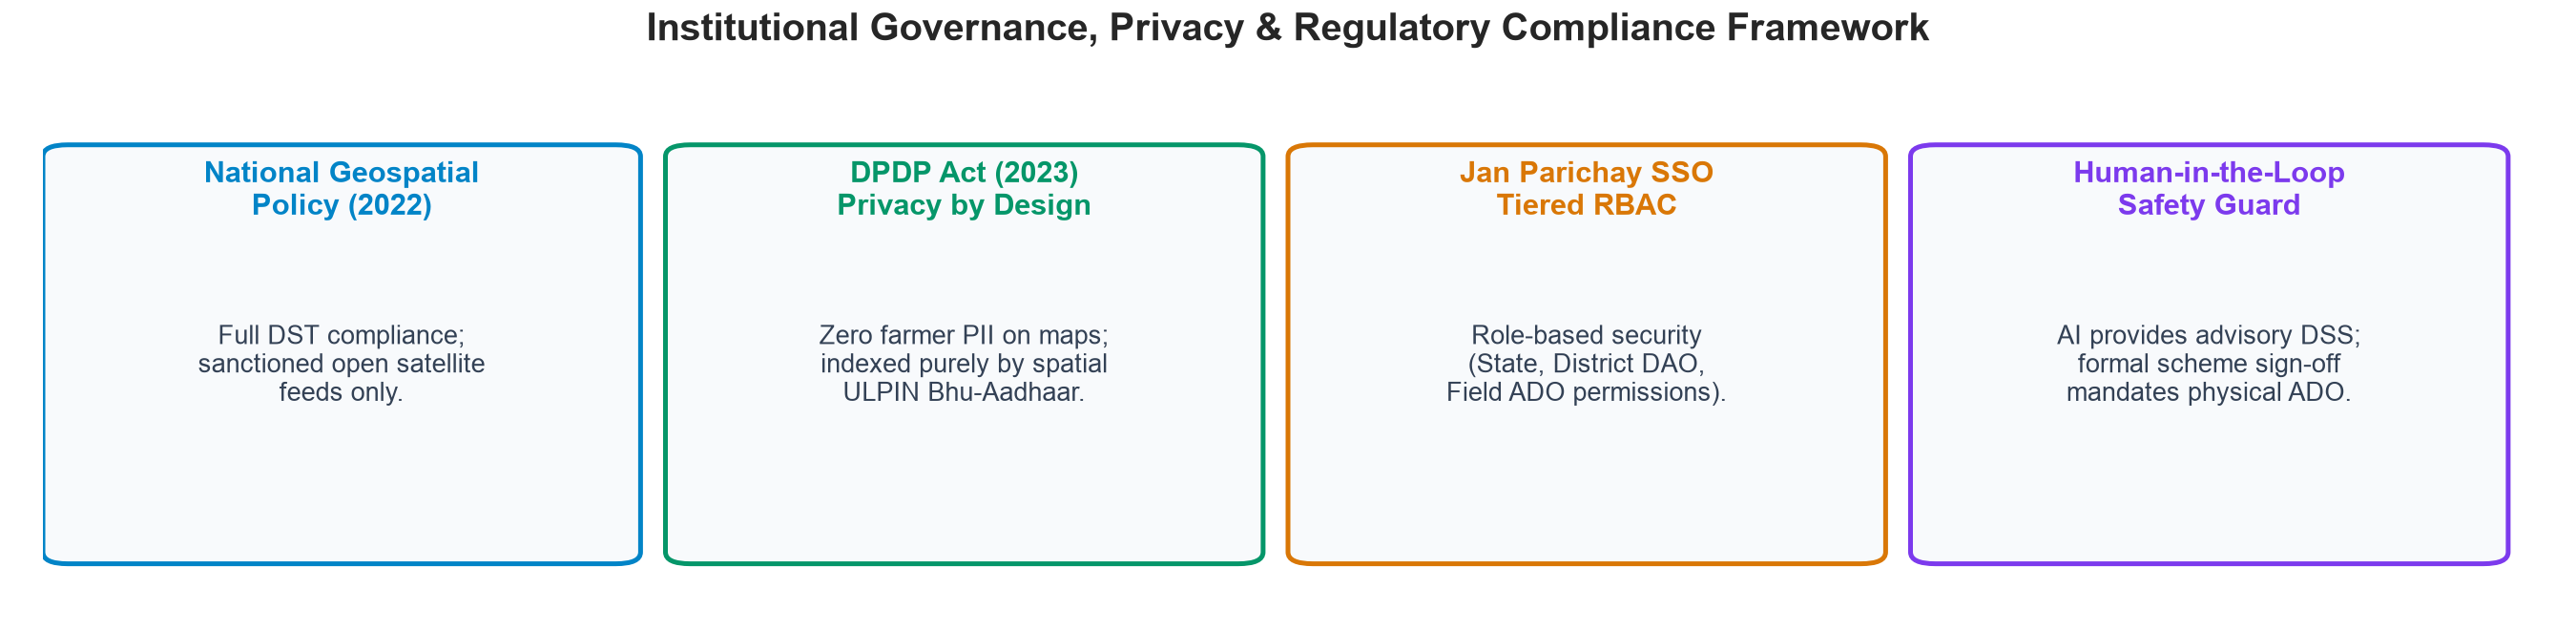 Institutional Governance, Privacy & Regulatory Compliance Framework
National Geospatial
Policy (2022)
Full DST compliance;
sanctioned open satellite
feeds only.
DPDP Act (2023)
Privacy by Design
Zero farmer PII on maps;
indexed purely by spatial
ULPIN Bhu-Aadhaar.
Jan Parichay SSO
Tiered RBAC
Role-based security
(State, District DAO,
Field ADO permissions).
Human-in-the-Loop
Safety Guard
AI provides advisory DSS;
formal scheme sign-off
mandates physical ADO.